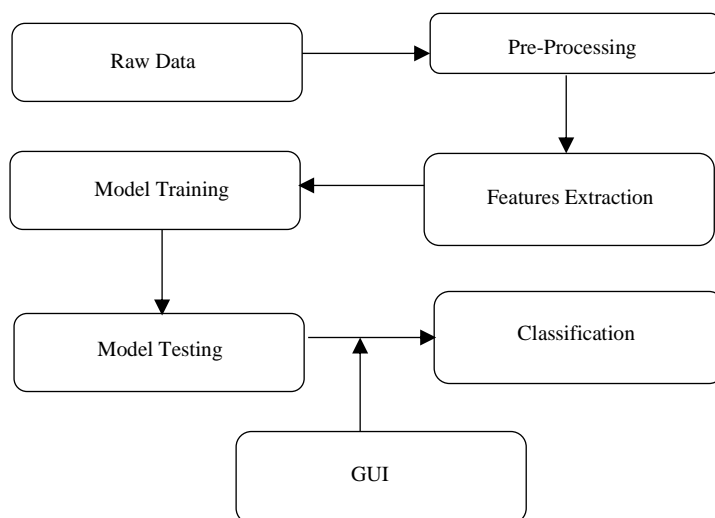 Raw Data
Pre-Processing
Model Training
Features Extraction
Model Testing
Classification
GUI